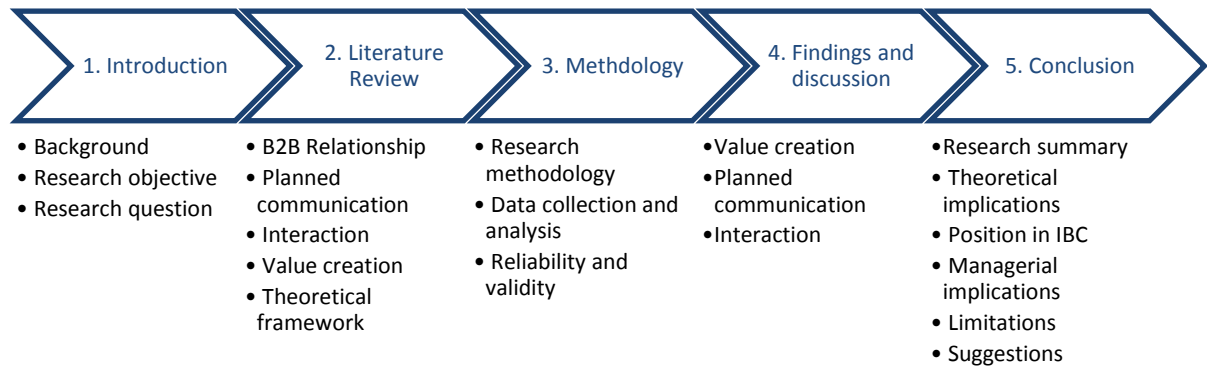 1. Introduction
• Background
• Research objective
• Research question
2. Literature
Review
• B2B Relationship
• Planned
communication
• Interaction
• Value creation
• Theoretical
framework
3. Methdology
• Research
methodology
• Data collection and
analysis
• Reliability and
validity
4. Findings and
discussion
•Value creation
•Planned
communication
•Interaction
5. Conclusion
•Research summary
• Theoretical
implications
• Position in IBC
• Managerial
implications
• Limitations
• Suggestions